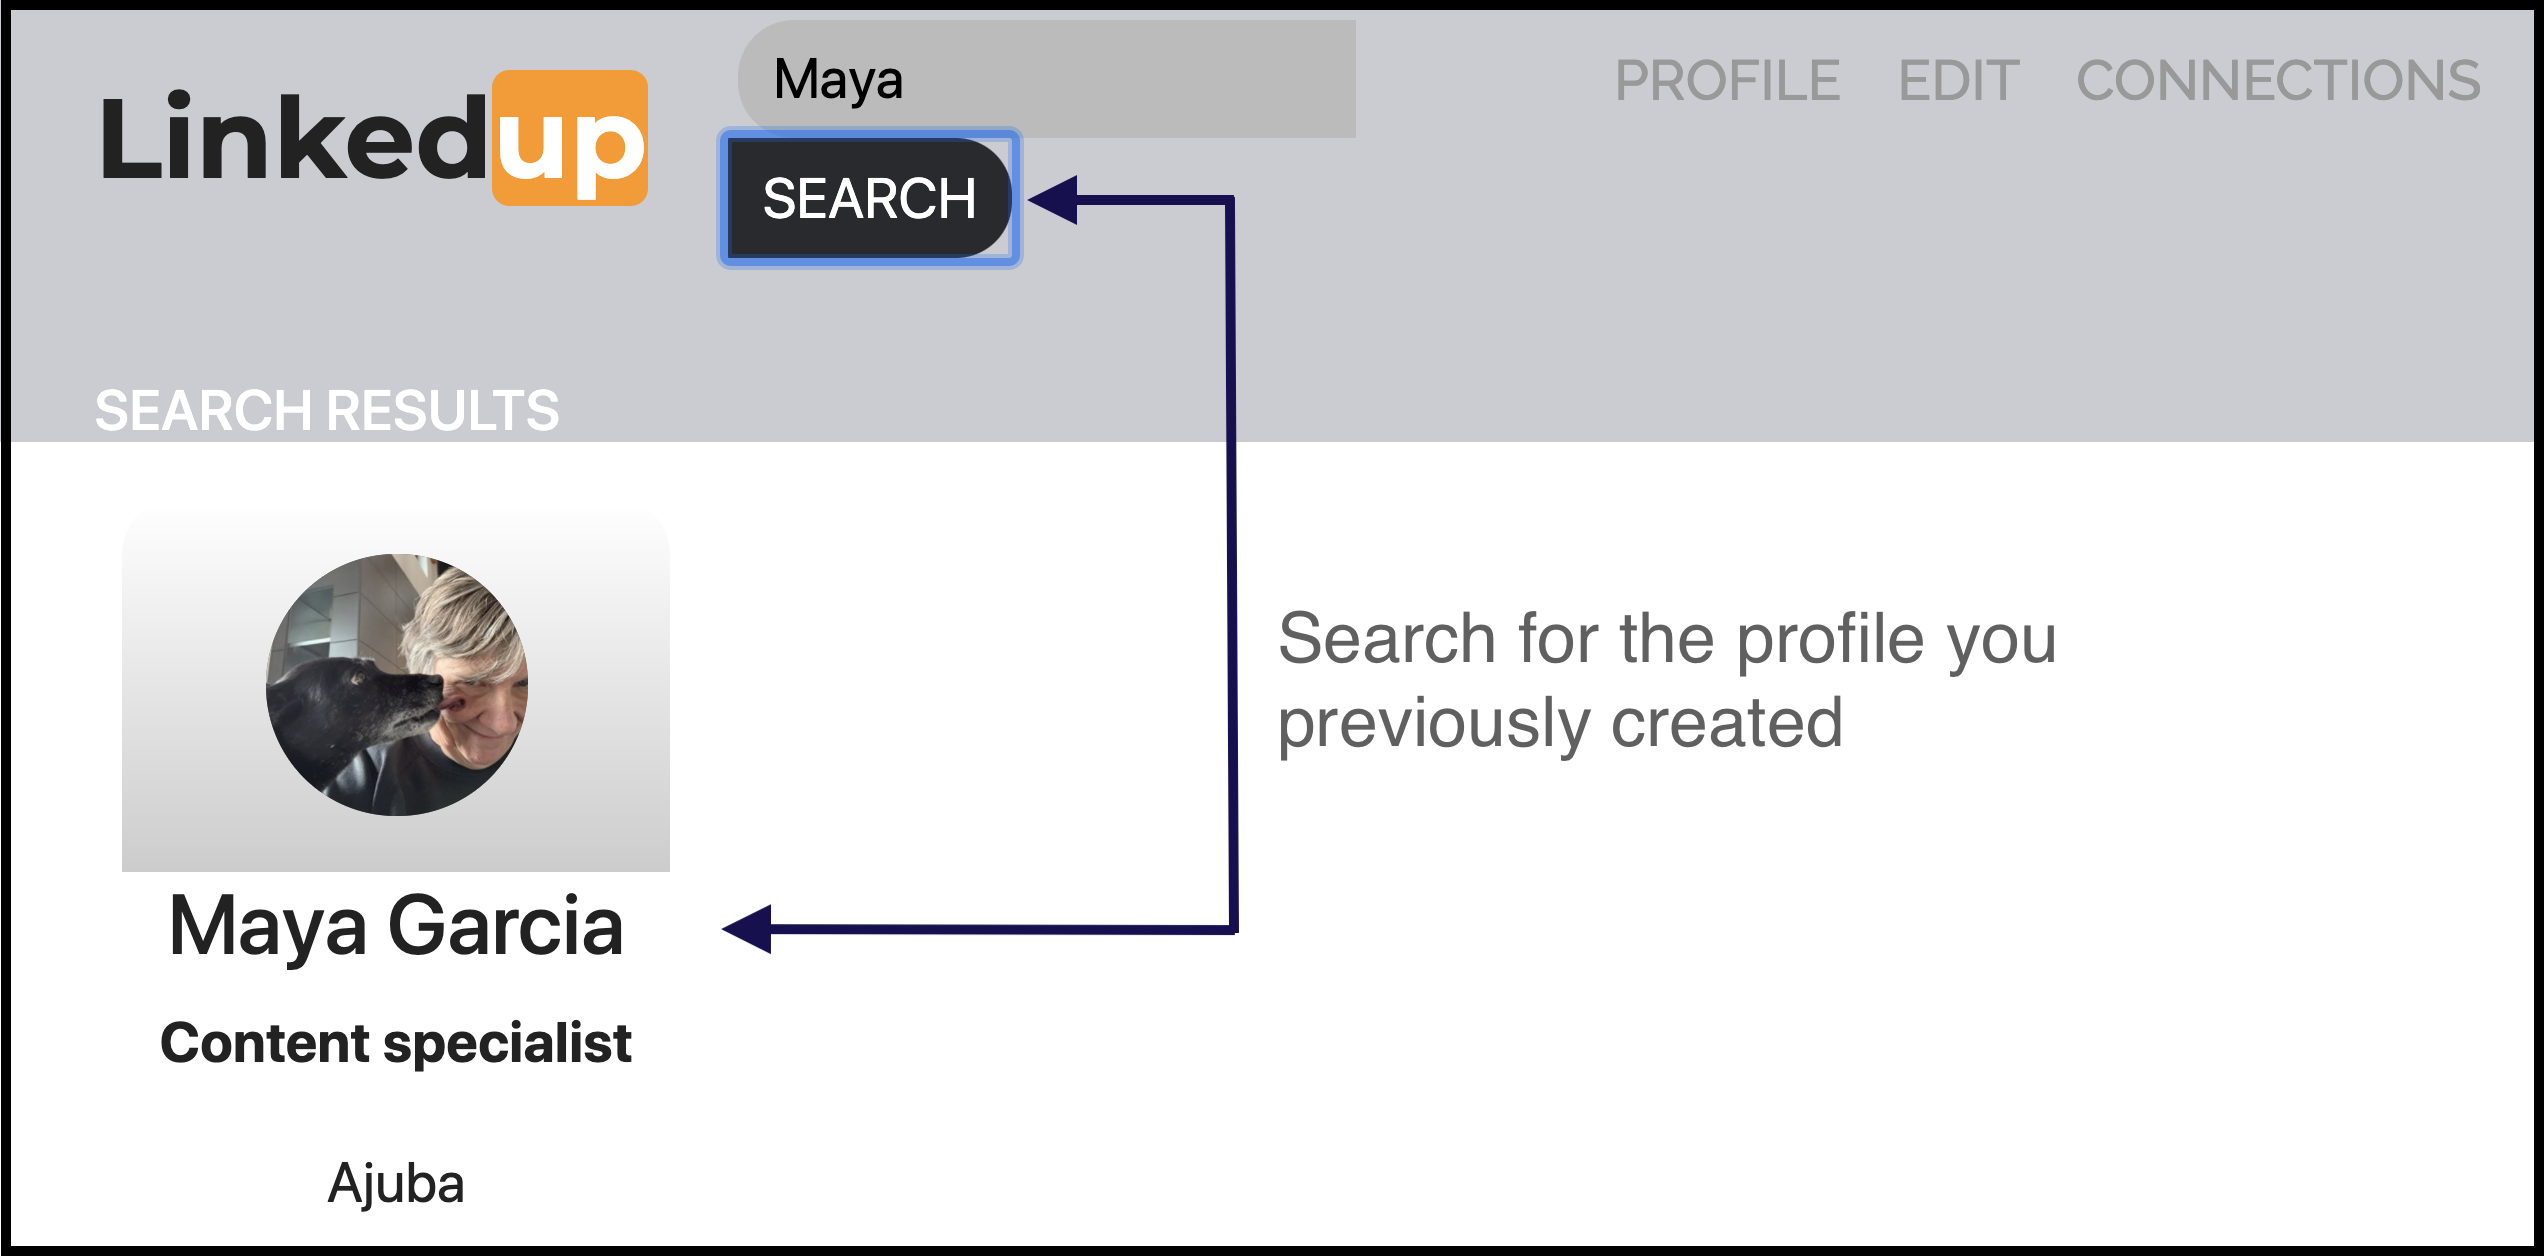 Linkedup
Maya
PROFILE EDIT CONNECTIONS
SEARCH
SEARCH RESULTS
Search for the profile you
previously created
Maya Garcia
Content specialist
Ajuba